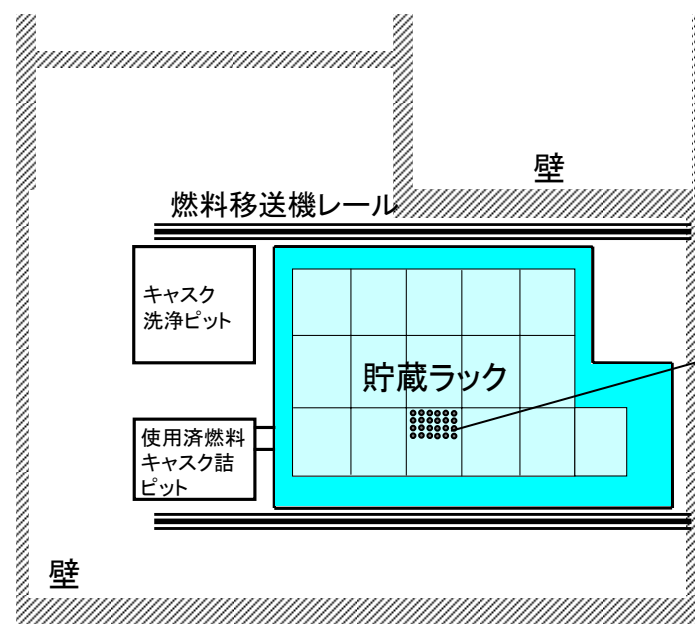 壁
燃料移送機レール
キャスク
洗浄ピット
貯蔵ラック
使用済燃料
キャスク詰
ピット
壁